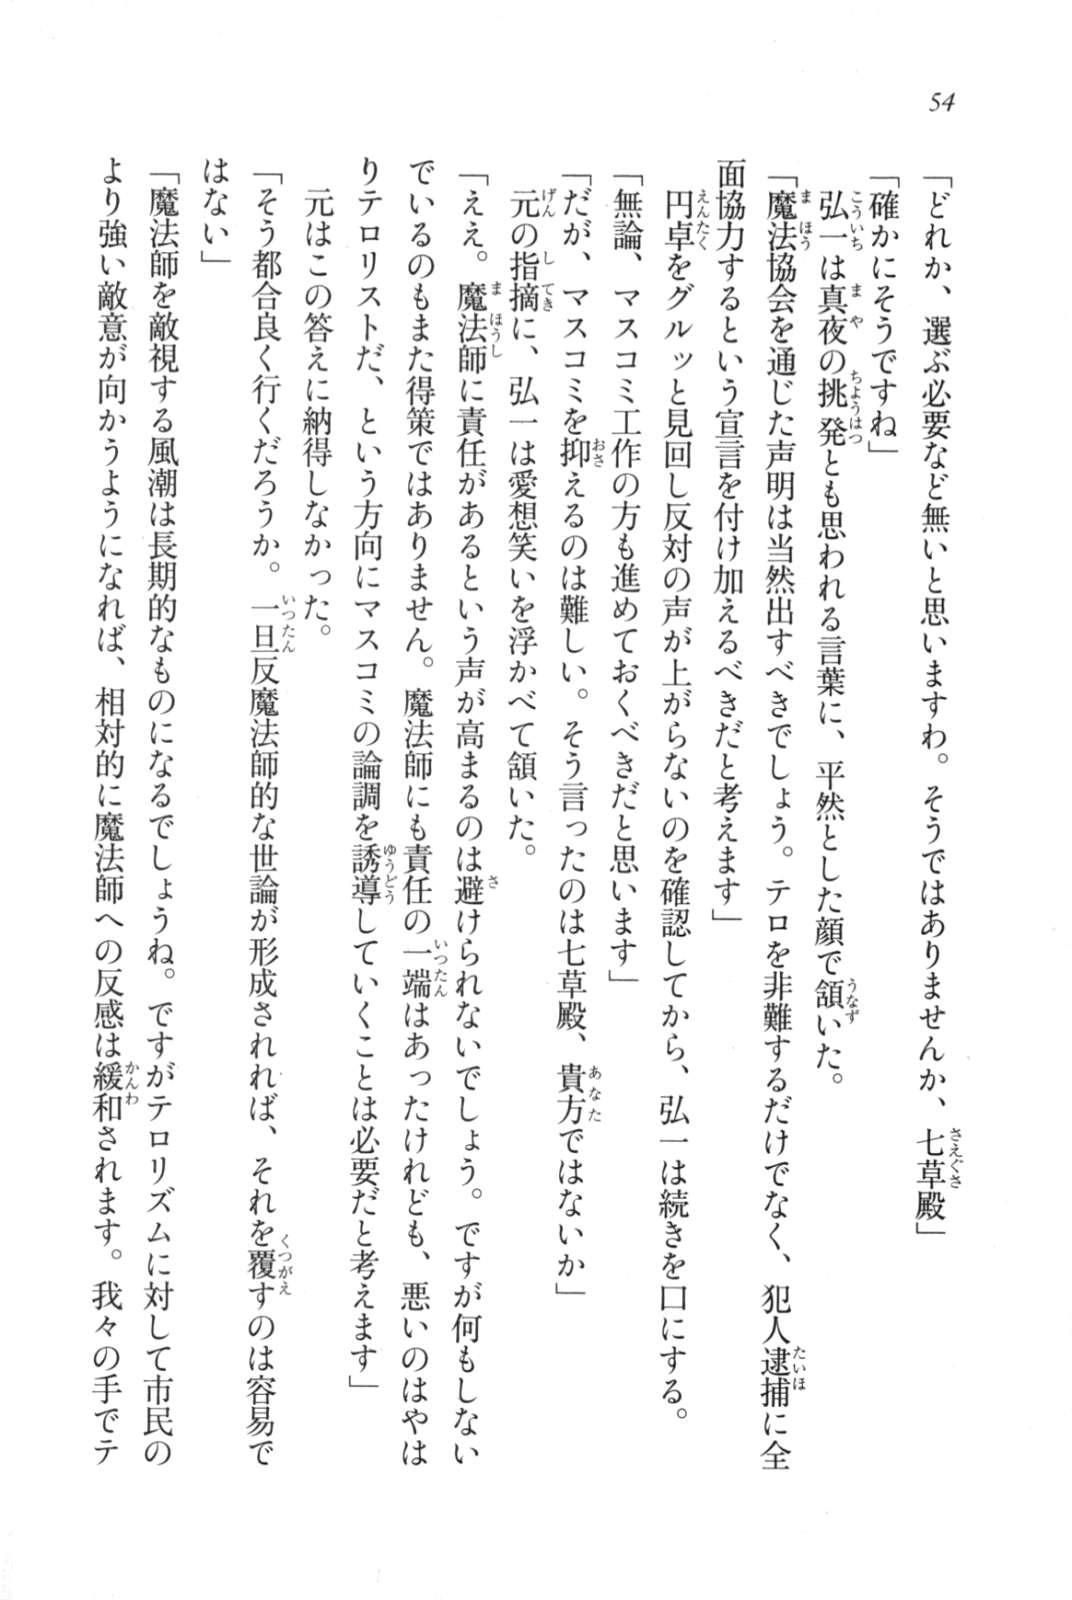 54
「どれか、選ぶ必要など無いと思いますわ。そうではありませんか、七草殿」
「確かにそうですね」
弘一は真夜の挑発とも思われる言葉に、平然とした顔で頷いた。
「魔法協会を通じた声明は当然出すべきでしょう。テロを非難するだけでなく、犯人逮捕に全
面協力するという宣言を付け加えるべきだと考えます」
円卓をグルッと見回し反対の声が上がらないのを確認してから、弘一は続きを口にする。
「無論、マスコミ工作の方も進めておくべきだと思います」
「だが、マスコミを抑えるのは難しい。そう言ったのは七草殿、貴方ではないか」
元の指摘に、弘一は愛想笑いを浮かべて頷いた。
「ええ。魔法師に責任があるという声が高まるのは避けられないでしょう。ですが何もしない
でいるのもまた得策ではありません。魔法師にも責任の一端はあったけれども、悪いのはやは
りテロリストだ、という方向にマスコミの論調を誘導していくことは必要だと考えます」
元はこの答えに納得しなかった。
「そう都合良く行くだろうか。一旦反魔法師的な世論が形成されれば、それを覆すのは容易で
はない」
「魔法師を敵視する風潮は長期的なものになるでしょうね。ですがテロリズムに対して市民の
より強い敵意が向かうようになれば、相対的に魔法師への反感は緩和されます。我々の手でテ